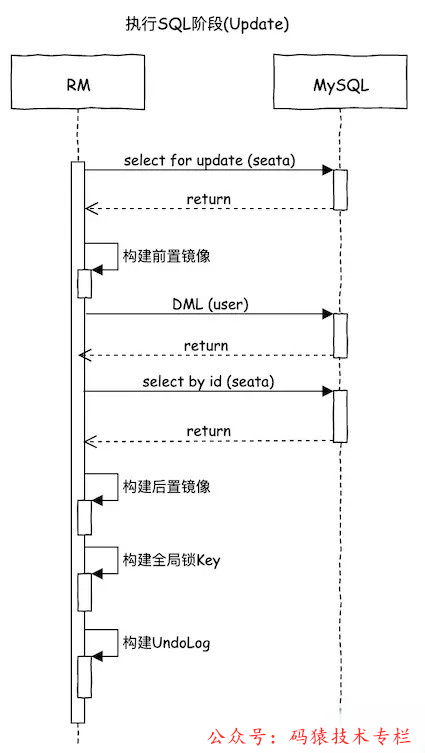 执行SQL阶段(Update)
RM
MySQL
select for update (seata)
return
构建前置镜像
DML (user)
return
select by id (seata)
return
构建后置镜像
构建全局锁Key
构建UndoLog
公众号：码猿技术专栏